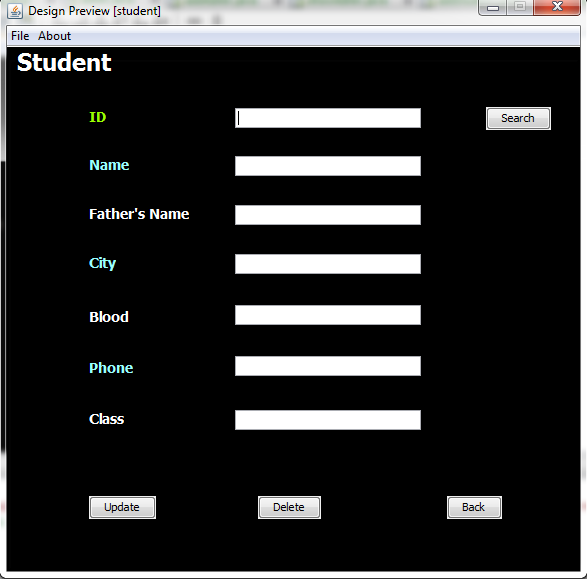 Design Preview [student]
File About
Student
ID
Search
Name
Father's Name
City
Blood
Phone
Class
Update Delete Back